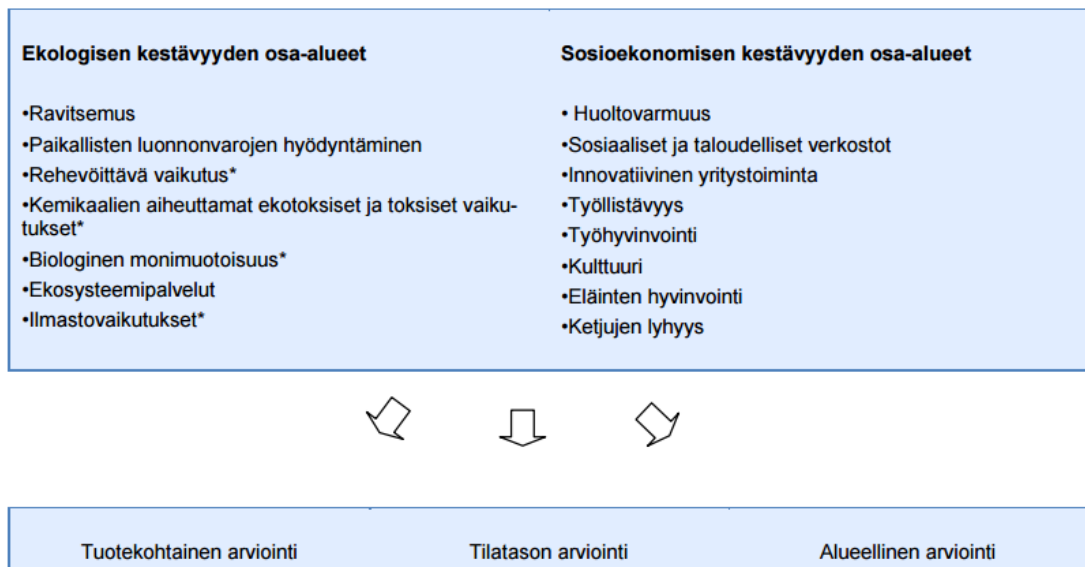 Ekologisen kestävyyden osa-alueet
•Ravitsemus
•Paikallisten luonnonvarojen hyödyntäminen
•Rehevöittävä vaikutus*
•Kemikaalien aiheuttamat ekotoksiset ja toksiset vaiku-
tukset*
•Biologinen monimuotoisuus*
•Ekosysteemipalvelut
•Ilmastovaikutukset*
Sosioekonomisen kestävyyden osa-alueet
• Huoltovarmuus
•Sosiaaliset ja taloudelliset verkostot
•Innovatiivinen yritystoiminta
•Työllistävyys
•Työhyvinvointi
•Kulttuuri
•Eläinten hyvinvointi
•Ketjujen lyhyys
Tuotekohtainen arviointi
Tilatason arviointi
Alueellinen arviointi